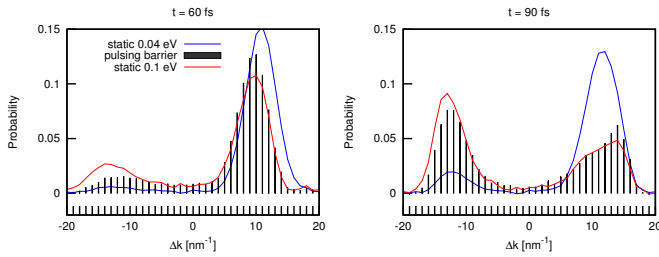 t = 60 fs
0.15
0.1
0.05
0
Probability
static 0.04 eV
pulsing barrier
static 0.1 eV
-20 -10 0 10 20
Δk [nm⁻¹]
t = 90 fs
0.15
0.1
0.05
0
Probability
-20 -10 0 10 20
Δk [nm⁻¹]